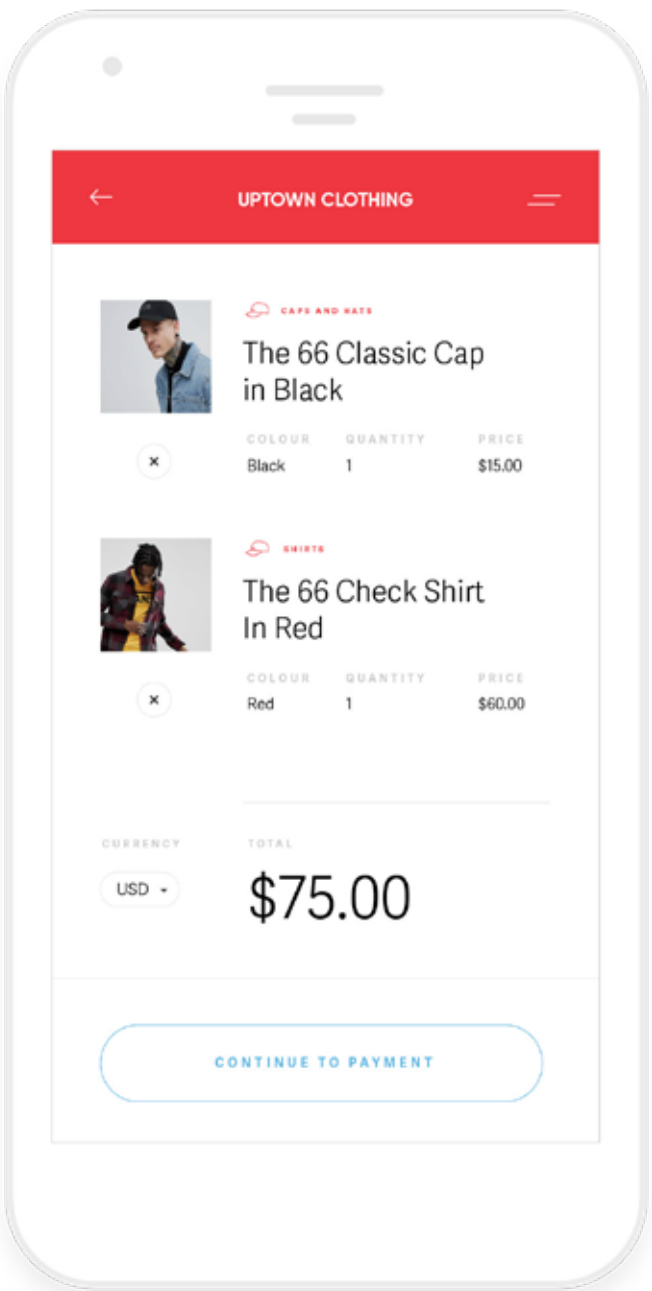 UPTOWN CLOTHING
CAPS AND HATS
The 66 Classic Cap
in Black
COLOUR QUANTITY PRICE
Black 1 $15.00
SHIRTS
The 66 Check Shirt
In Red
COLOUR QUANTITY PRICE
Red 1 $60.00
CURRENCY TOTAL
USD $75.00
CONTINUE TO PAYMENT